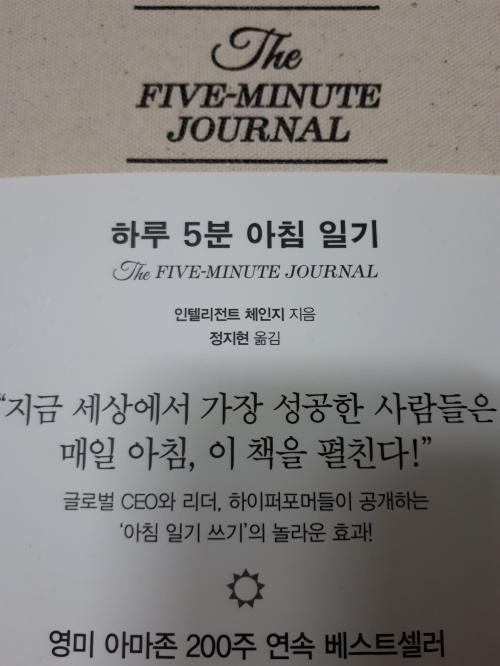 The
FIVE-MINUTE
JOURNAL
하루 5분 아침 일기
The FIVE-MINUTE JOURNAL
인텔리전트 체인지 지음
정지현 옮김
“지금 세상에서 가장 성공한 사람들은
매일 아침, 이 책을 펼친다!”
글로벌 CEO와 리더, 하이퍼포머들이 공개하는
‘아침 일기 쓰기’의 놀라운 효과!
영미 아마존 200주 연속 베스트셀러